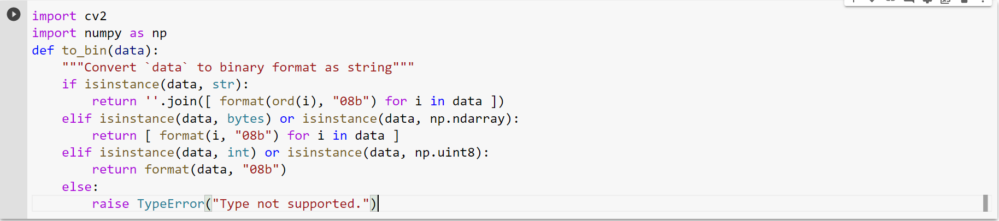 import cv2
import numpy as np
def to_bin(data):
    """Convert `data` to binary format as string"""
    if isinstance(data, str):
        return ''.join([ format(ord(i), "08b") for i in data ])
    elif isinstance(data, bytes) or isinstance(data, np.ndarray):
        return [ format(i, "08b") for i in data ]
    elif isinstance(data, int) or isinstance(data, np.uint8):
        return format(data, "08b")
    else:
        raise TypeError("Type not supported.")